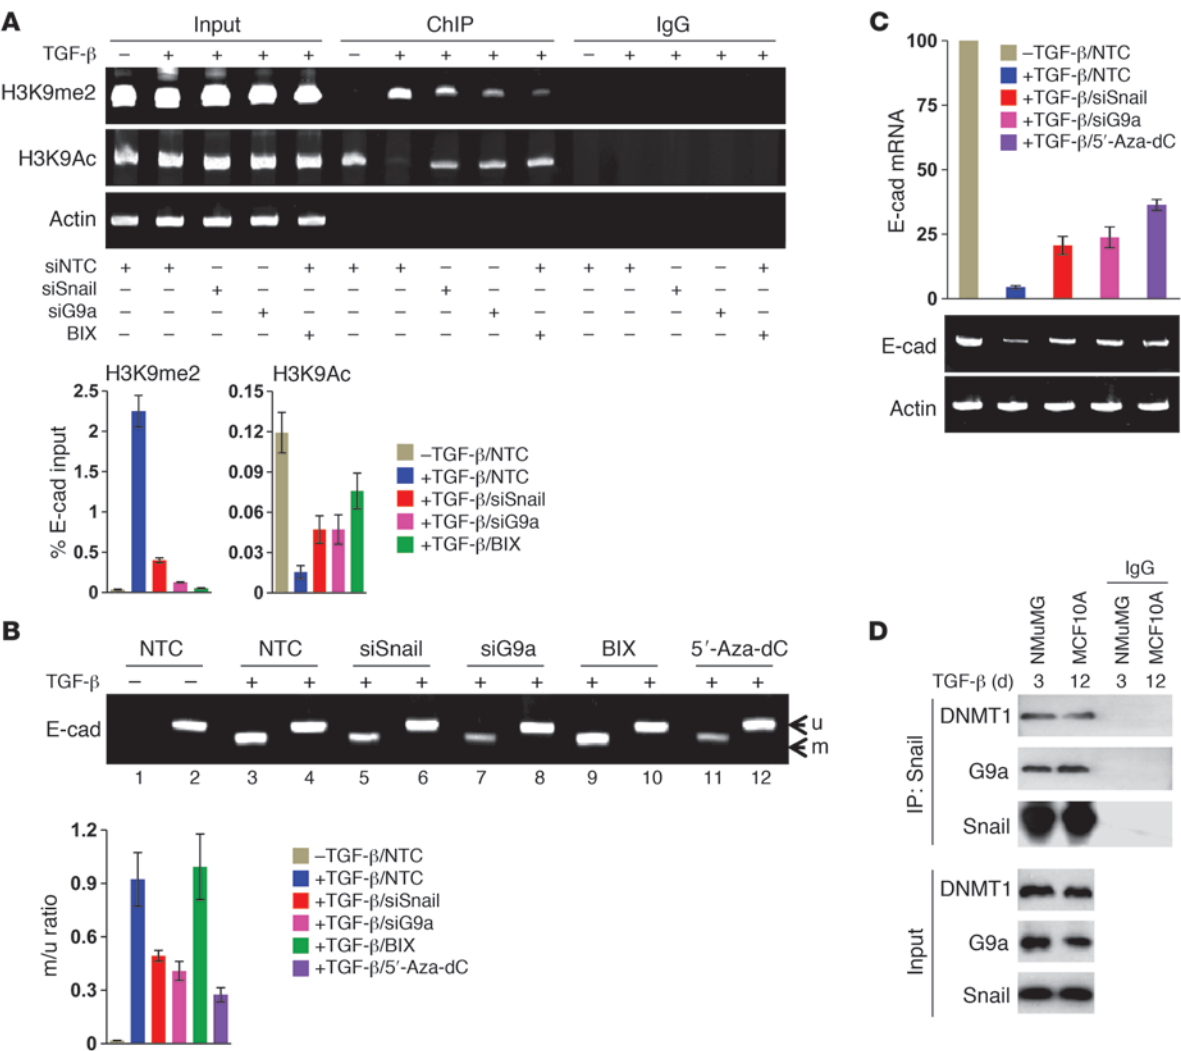 A
Input ChIP IgG
TGF-β − + + + + − + + + + − + + + +
H3K9me2
H3K9Ac
Actin
siNTC + + − − + + + − − + + + − − +
siSnail − − + − − − − + − − − − + − −
siG9a − − − + − − − − + − − − − + −
BIX − − − − + − − − − + − − − − +
H3K9me2
% E-cad input
2.5
2
1.5
1
0.5
0
H3K9Ac
0.15
0.12
0.09
0.06
0.03
0
−TGF-β/NTC
+TGF-β/NTC
+TGF-β/siSnail
+TGF-β/siG9a
+TGF-β/BIX
B
NTC NTC siSnail siG9a BIX 5′-Aza-dC
TGF-β − − + + + + + + + + + +
E-cad
u
m
1 2 3 4 5 6 7 8 9 10 11 12
m/u ratio
1.2
0.9
0.6
0.3
0
−TGF-β/NTC
+TGF-β/NTC
+TGF-β/siSnail
+TGF-β/siG9a
+TGF-β/BIX
+TGF-β/5′-Aza-dC
C
E-cad mRNA
100
75
50
25
0
−TGF-β/NTC
+TGF-β/NTC
+TGF-β/siSnail
+TGF-β/siG9a
+TGF-β/5′-Aza-dC
E-cad
Actin
D
IgG
NMuMG MCF10A NMuMG MCF10A
TGF-β (d) 3 12 3 12
IP: Snail
DNMT1
G9a
Snail
Input
DNMT1
G9a
Snail